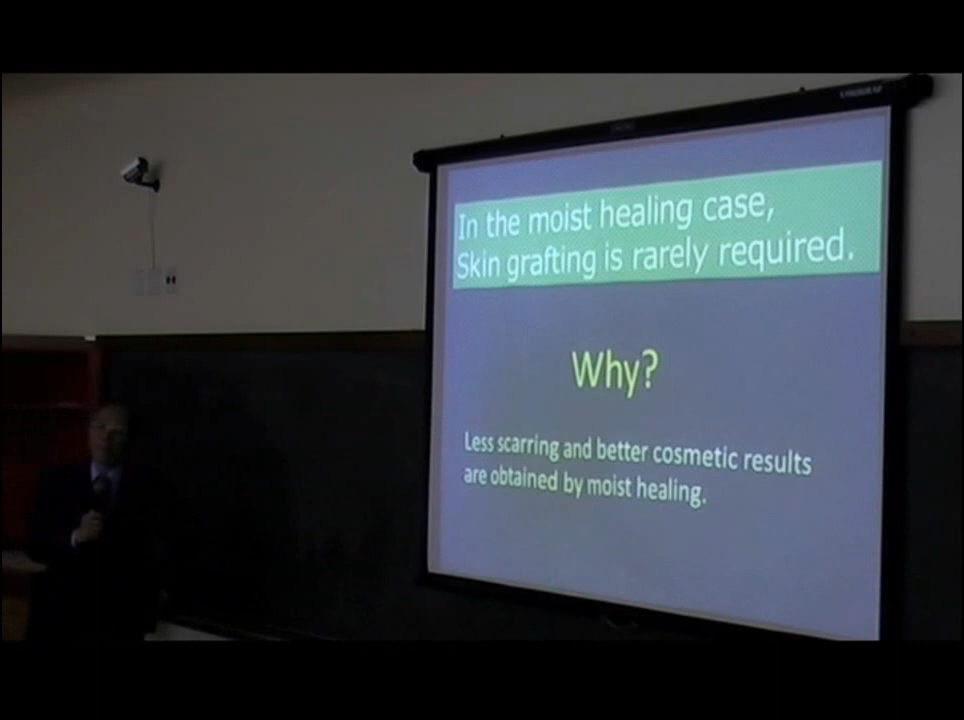 In the moist healing case,
Skin grafting is rarely required.
Why?
Less scarring and better cosmetic results
are obtained by moist healing.